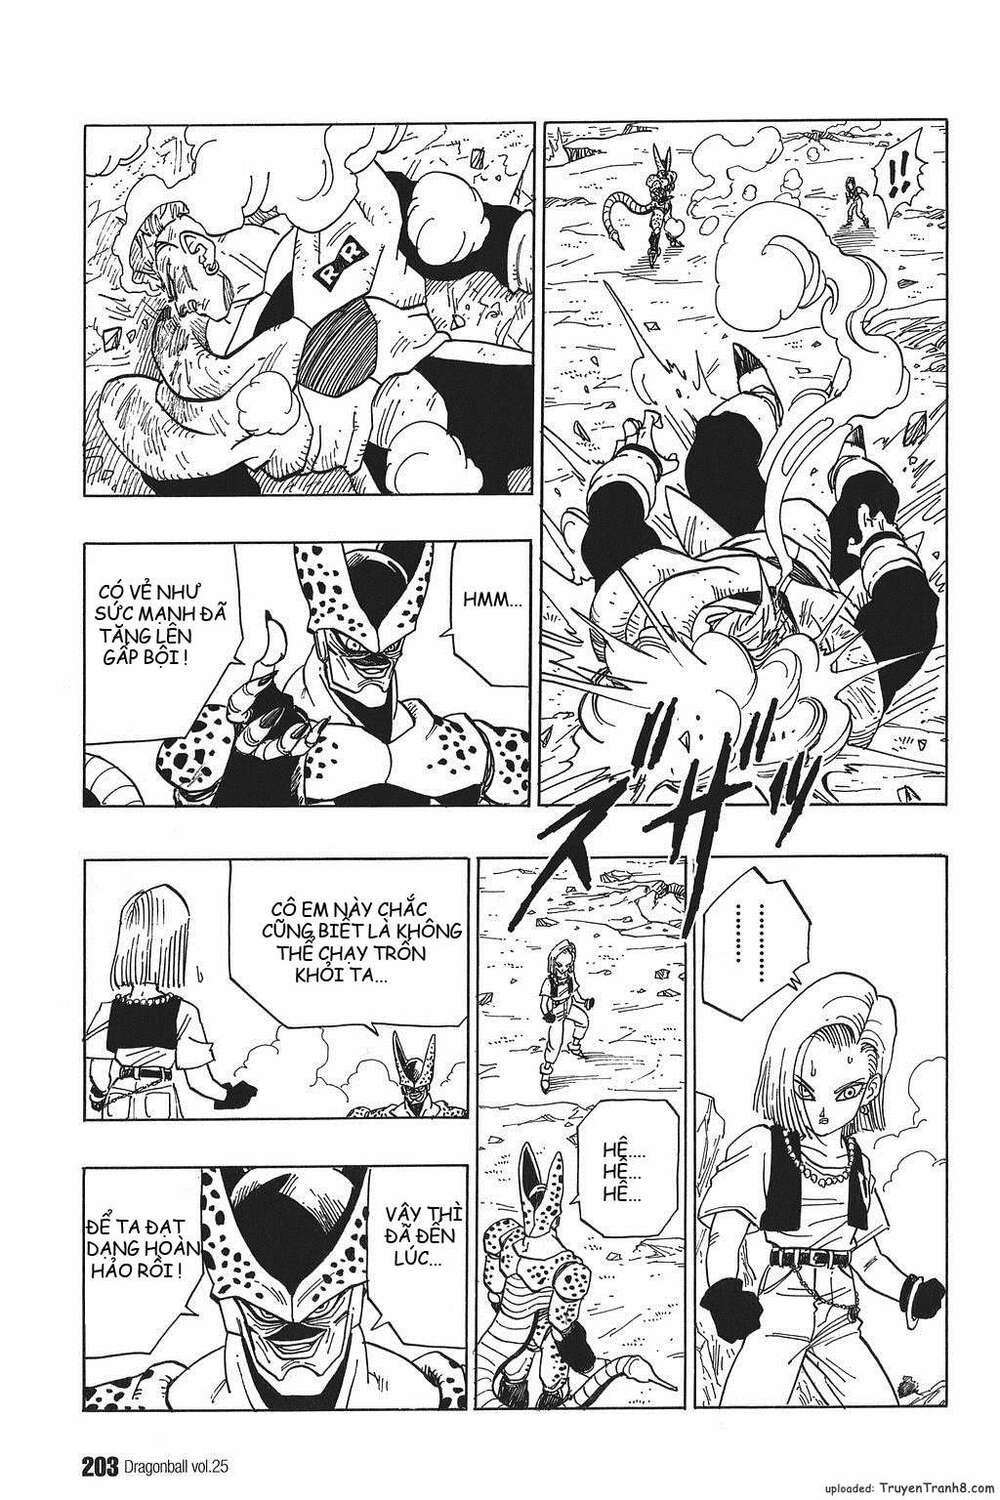 !!
ズザッ
R R
HMM...
CÓ VẺ NHƯ
SỨC MẠNH ĐÃ
TĂNG LÊN
GẤP BỘI !
.......
.......
HÊ....
HÊ...
HÊ...
CÔ EM NÀY CHẮC
CŨNG BIẾT LÀ KHÔNG
THỂ CHẠY TRỐN
KHỎI TA...
VÂY THÌ
ĐÃ ĐẾN
LÚC...
ĐỂ TA ĐẠT
DẠNG HOÀN
HẢO RỒI !
203 Dragonball vol.25
uploaded: TruyenTranh8.com